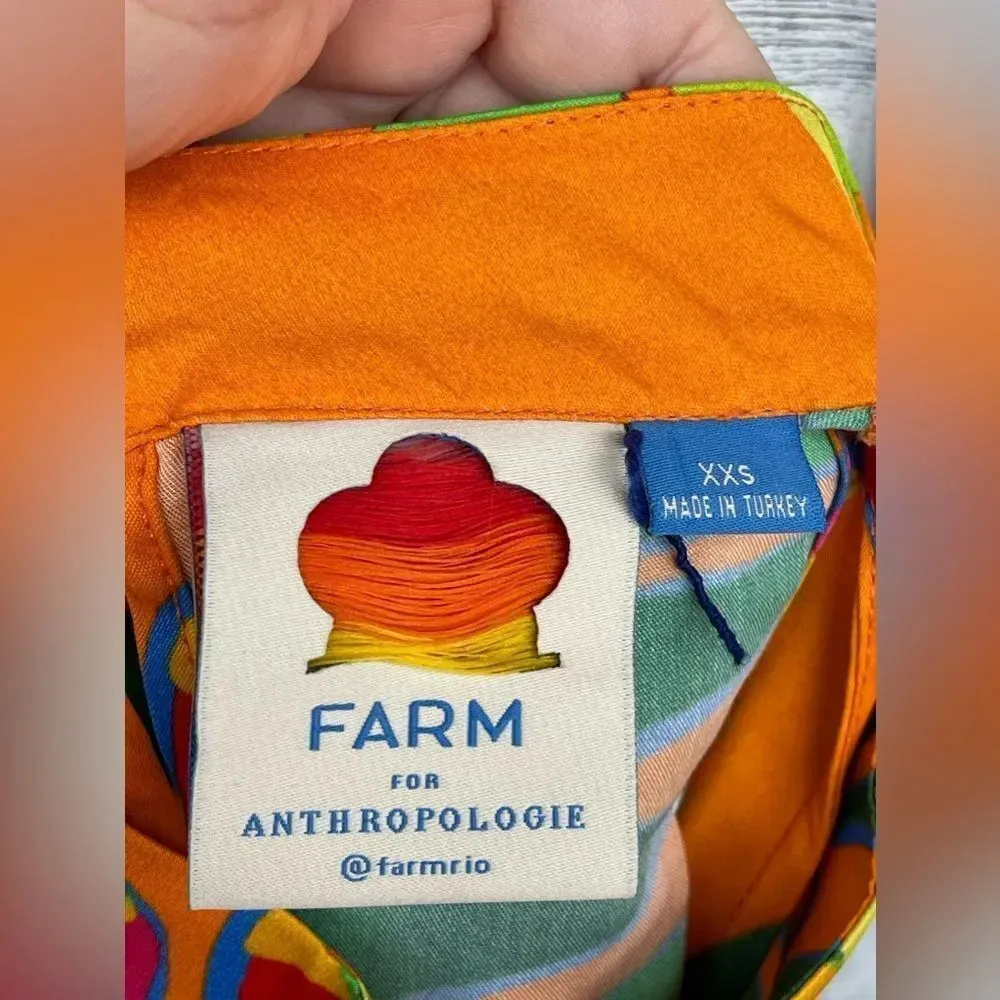 FARM
FOR
ANTHROPOLOGIE
@farmrio
XXS
MADE IN TURKEY